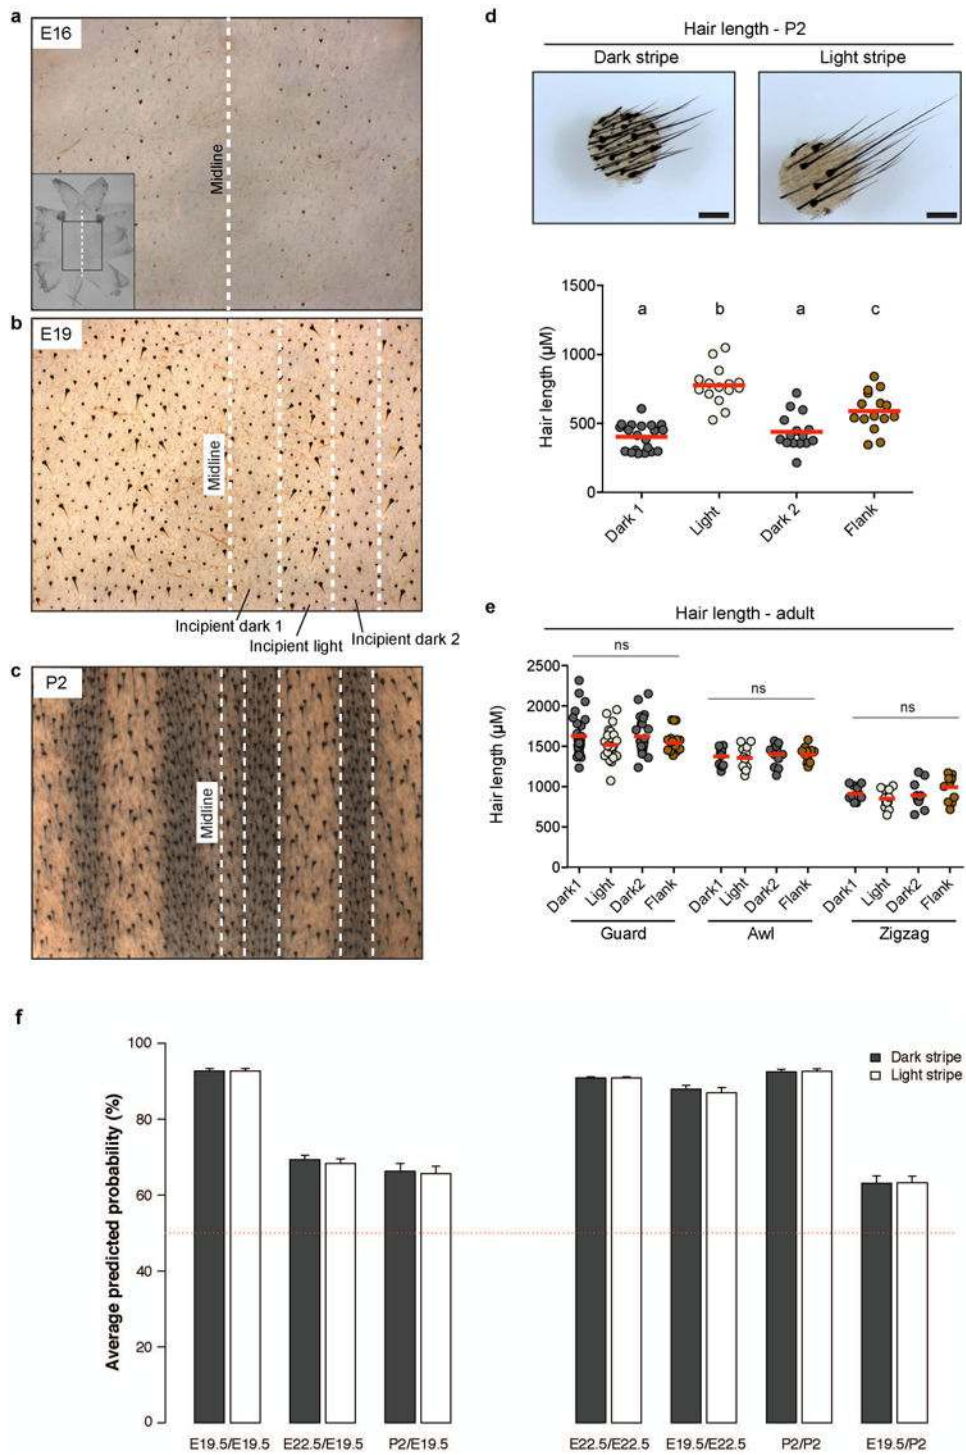 a
E16
Midline
b
E19
Midline
Incipient dark 1
Incipient light
Incipient dark 2
c
P2
Midline
d
Hair length - P2
Dark stripe
Light stripe
1500
1000
500
0
Hair length (µM)
a
b
a
c
Dark 1
Light
Dark 2
Flank
e
Hair length - adult
ns
ns
ns
2500
2000
1500
1000
500
0
Hair length (µM)
Dark1
Light
Dark2
Flank
Dark1
Light
Dark2
Flank
Dark1
Light
Dark2
Flank
Guard
Awl
Zigzag
f
Average predicted probability (%)
100
80
60
40
20
0
Dark stripe
Light stripe
E19.5/E19.5
E22.5/E19.5
P2/E19.5
E22.5/E22.5
E19.5/E22.5
P2/P2
E19.5/P2